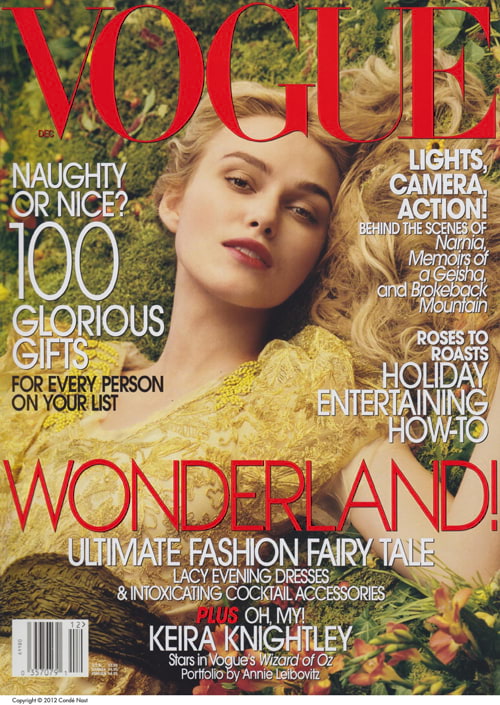 VOGUE
DEC
NAUGHTY
OR NICE?
100
GLORIOUS
GIFTS
FOR EVERY PERSON
ON YOUR LIST
LIGHTS,
CAMERA,
ACTION!
BEHIND THE SCENES OF
Narnia,
Memoirs of
a Geisha,
and Brokeback
Mountain
ROSES TO
ROASTS
HOLIDAY
ENTERTAINING
HOW-TO
WONDERLAND!
ULTIMATE FASHION FAIRY TALE
LACY EVENING DRESSES
& INTOXICATING COCKTAIL ACCESSORIES
PLUS OH, MY!
KEIRA KNIGHTLEY
Stars in Vogue's Wizard of Oz
Portfolio by Annie Leibovitz
12>
Copyright © 2012 Condé Nast